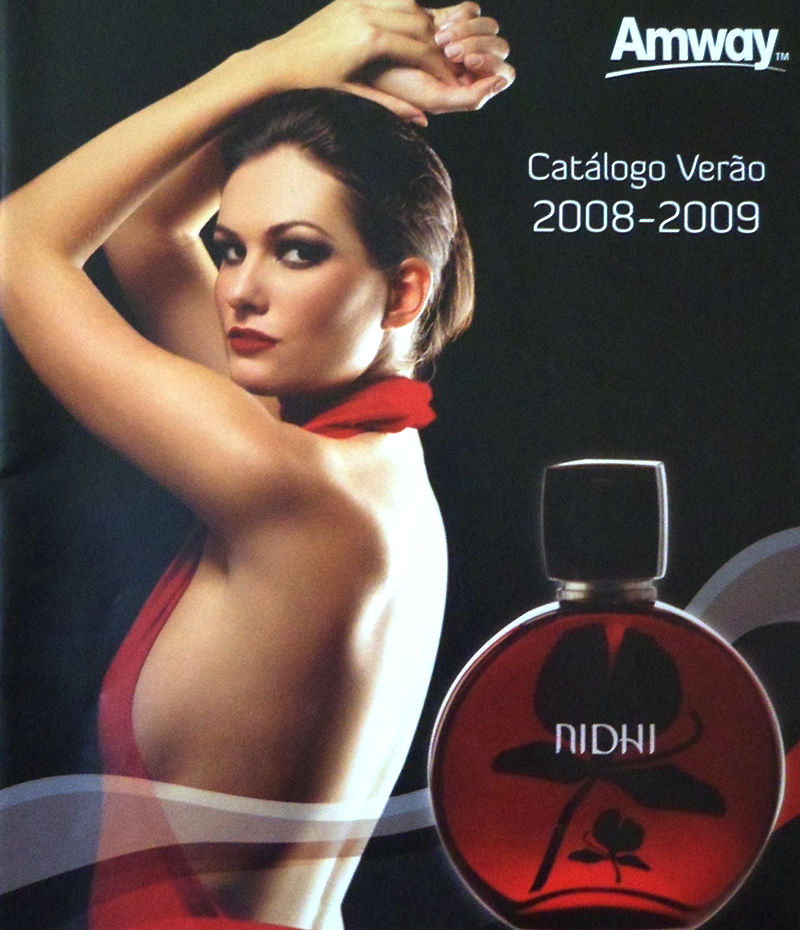 Amway™
Catálogo Verão
2008-2009
NIDHI